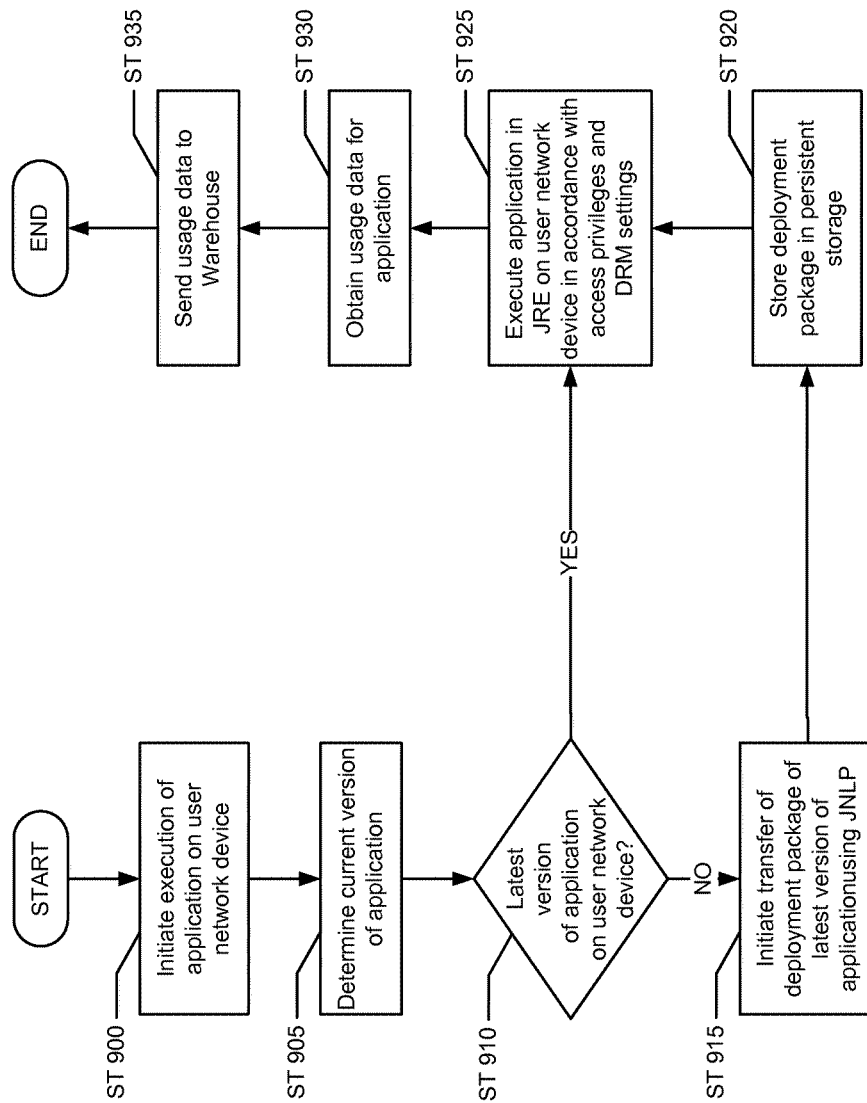 START
ST 900
Initiate execution of
application on user
network device
ST 905
Determine current version
of application
ST 910
Latest
version
of application
on user network
device?
YES
NO
ST 915
Initiate transfer of
deployment package of
latest version of
applicationusing JNLP
ST 920
Store deployment
package in persistent
storage
ST 925
Execute application in
JRE on user network
device in accordance with
access privileges and
DRM settings
ST 930
Obtain usage data for
application
ST 935
Send usage data to
Warehouse
END